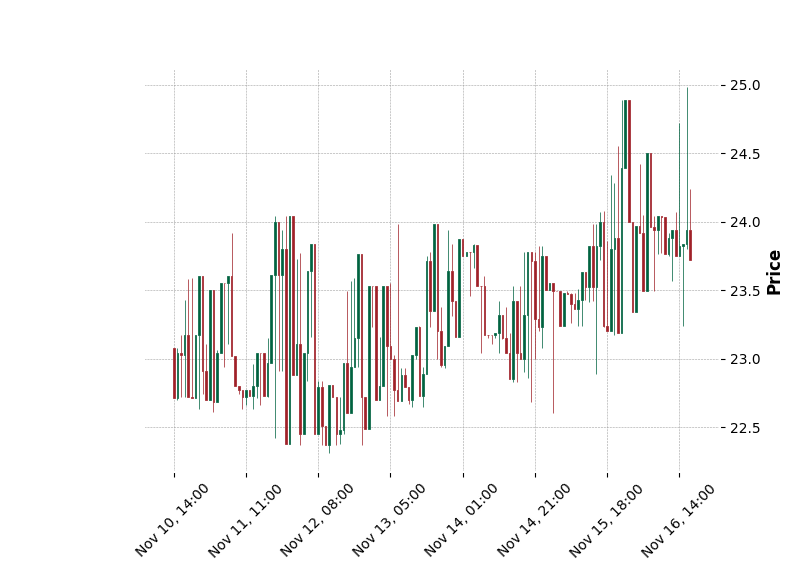 25.0
24.5
24.0
23.5
23.0
22.5
Price
Nov 10, 14:00
Nov 11, 11:00
Nov 12, 08:00
Nov 13, 05:00
Nov 14, 01:00
Nov 14, 21:00
Nov 15, 18:00
Nov 16, 14:00